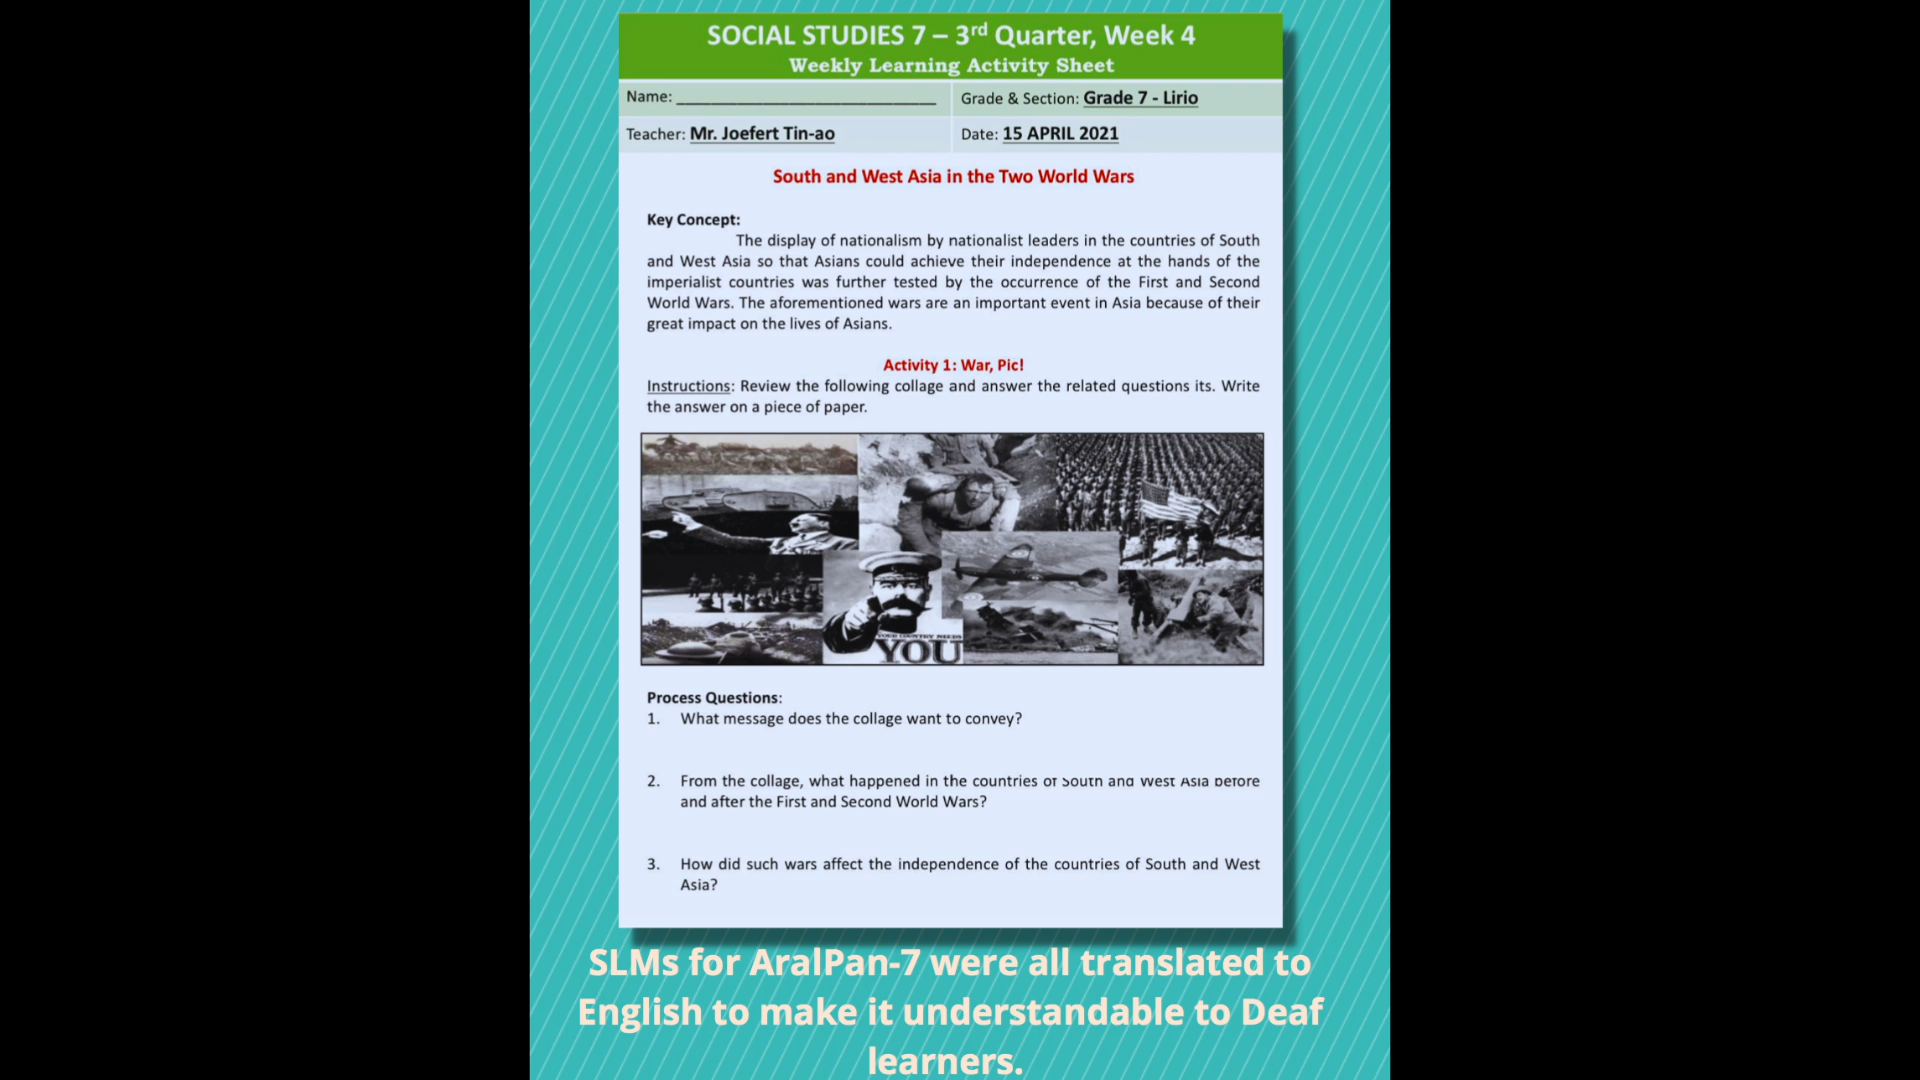 SOCIAL STUDIES 7 – 3rd Quarter, Week 4
Weekly Learning Activity Sheet
Name: ______________________________ Grade & Section: Grade 7 - Lirio
Teacher: Mr. Joefert Tin-ao Date: 15 APRIL 2021
South and West Asia in the Two World Wars
Key Concept:
The display of nationalism by nationalist leaders in the countries of South
and West Asia so that Asians could achieve their independence at the hands of the
imperialist countries was further tested by the occurrence of the First and Second
World Wars. The aforementioned wars are an important event in Asia because of their
great impact on the lives of Asians.
Activity 1: War, Pic!
Instructions: Review the following collage and answer the related questions its. Write
the answer on a piece of paper.
YOUR COUNTRY NEEDS
YOU
Process Questions:
1. What message does the collage want to convey?
2. From the collage, what happened in the countries of South and West Asia before
and after the First and Second World Wars?
3. How did such wars affect the independence of the countries of South and West
Asia?
SLMs for AralPan-7 were all translated to
English to make it understandable to Deaf
learners.